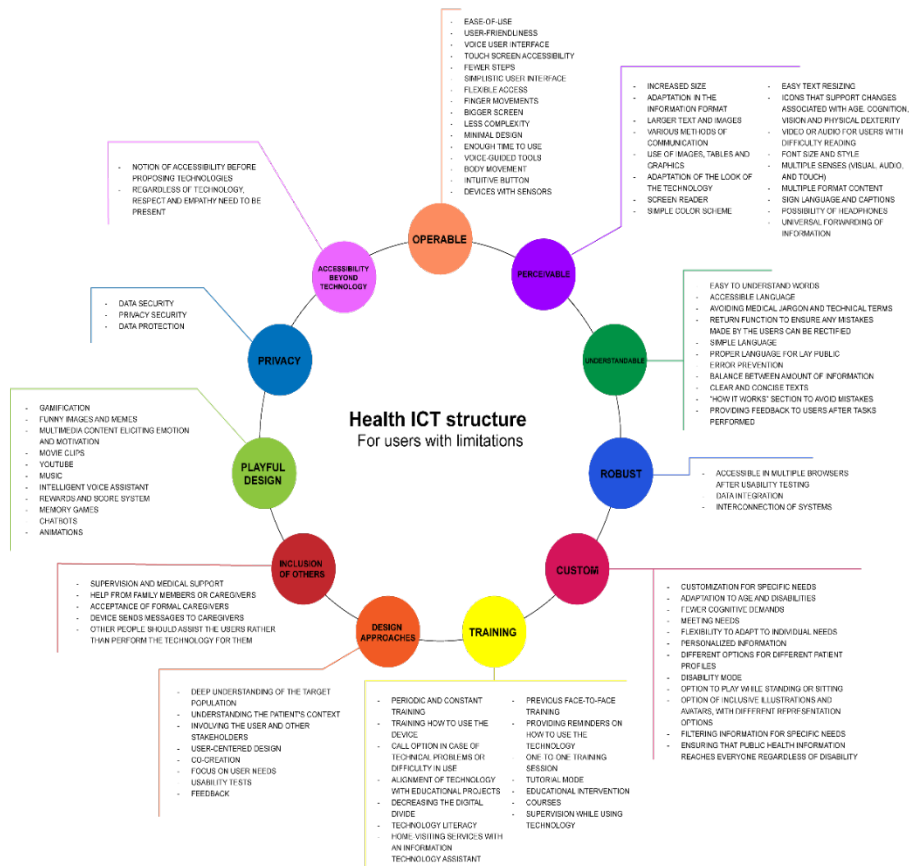 - EASE-OF-USE
- USER-FRIENDLINESS
- VOICE USER INTERFACE
- TOUCH SCREEN ACCESSIBILITY
- FEWER STEPS
SIMPLISTIC USER INTERFACE
- FLEXIBLE ACCESS
- FINGER MOVEMENTS
- BIGGER SCREEN
- LESS COMPLEXITY
- MINIMAL DESIGN
- ENOUGH TIME TO USE
- VOICE-GUIDED TOOLS
- BODY MOVEMENT
- INTUITIVE BUTTON
- DEVICES WITH SENSORS
OPERABLE
- INCREASED SIZE
- ADAPTATION IN THE
INFORMATION FORMAT
- LARGER TEXT AND IMAGES
- VARIOUS METHODS OF
COMMUNICATION
- USE OF IMAGES, TABLES AND
GRAPHICS
- ADAPTATION OF THE LOOK OF
THE TECHNOLOGY
- SCREEN READER
- SIMPLE COLOR SCHEME
- EASY TEXT RESIZING
- ICONS THAT SUPPORT CHANGES
ASSOCIATED WITH AGE, COGNITION,
VISION AND PHYSICAL DEXTERITY
- VIDEO OR AUDIO FOR USERS WITH
DIFFICULTY READING
- FONT SIZE AND STYLE
- MULTIPLE SENSES (VISUAL, AUDIO,
AND TOUCH)
- MULTIPLE FORMAT CONTENT
- SIGN LANGUAGE AND CAPTIONS
- POSSIBILITY OF HEADPHONES
- UNIVERSAL FORWARDING OF
INFORMATION
PERCEIVABLE
EASY TO UNDERSTAND WORDS
- ACCESSIBLE LANGUAGE
- AVOIDING MEDICAL JARGON AND TECHNICAL TERMS
- RETURN FUNCTION TO ENSURE ANY MISTAKES
MADE BY THE USERS CAN BE RECTIFIED
- SIMPLE LANGUAGE
- PROPER LANGUAGE FOR LAY PUBLIC
ERROR PREVENTION
- BALANCE BETWEEN AMOUNT OF INFORMATION
- CLEAR AND CONCISE TEXTS
- "HOW IT WORKS" SECTION TO AVOID MISTAKES
- PROVIDING FEEDBACK TO USERS AFTER TASKS
PERFORMED
UNDERSTANDABLE
- ACCESSIBLE IN MULTIPLE BROWSERS
AFTER USABILITY TESTING
DATA INTEGRATION
- INTERCONNECTION OF SYSTEMS
ROBUST
- CUSTOMIZATION FOR SPECIFIC NEEDS
- ADAPTATION TO AGE AND DISABILITIES
- FEWER COGNITIVE DEMANDS
- MEETING NEEDS
- FLEXIBILITY TO ADAPT TO INDIVIDUAL NEEDS
- PERSONALIZED INFORMATION
- DIFFERENT OPTIONS FOR DIFFERENT PATIENT
PROFILES
- DISABILITY MODE
- OPTION TO PLAY WHILE STANDING OR SITTING
- OPTION OF INCLUSIVE ILLUSTRATIONS AND
AVATARS, WITH DIFFERENT REPRESENTATION
OPTIONS
- FILTERING INFORMATION FOR SPECIFIC NEEDS
- ENSURING THAT PUBLIC HEALTH INFORMATION
REACHES EVERYONE REGARDLESS OF DISABILITY
CUSTOM
TRAINING
- PERIODIC AND CONSTANT
TRAINING
- TRAINING HOW TO USE THE
DEVICE
- CALL OPTION IN CASE OF
TECHNICAL PROBLEMS OR
DIFFICULTY IN USE
- ALIGNMENT OF TECHNOLOGY
WITH EDUCATIONAL PROJECTS
- DECREASING THE DIGITAL
DIVIDE
- TECHNOLOGY LITERACY
HOME VISITING SERVICES WITH
AN INFORMATION
TECHNOLOGY ASSISTANT
- PREVIOUS FACE-TO-FACE
TRAINING
- PROVIDING REMINDERS ON
HOW TO USE THE
TECHNOLOGY
- ONE-TO-ONE TRAINING
SESSION
- TUTORIAL MODE
- EDUCATIONAL INTERVENTION
- COURSES
- SUPERVISION WHILE USING
TECHNOLOGY
DESIGN
APPROACHES
- DEEP UNDERSTANDING OF THE TARGET
POPULATION
- UNDERSTANDING THE PATIENT'S CONTEXT
- INVOLVING THE USER AND OTHER
STAKEHOLDERS
- USER-CENTERED DESIGN
- CO-CREATION
- FOCUS ON USER NEEDS
USABILITY TESTS
- FEEDBACK
INCLUSION
OF OTHERS
- SUPERVISION AND MEDICAL SUPPORT
- HELP FROM FAMILY MEMBERS OR CAREGIVERS
- ACCEPTANCE OF FORMAL CAREGIVERS
- DEVICE SENDS MESSAGES TO CAREGIVERS
- OTHER PEOPLE SHOULD ASSIST THE USERS RATHER
THAN PERFORM THE TECHNOLOGY FOR THEM
PLAYFUL
DESIGN
- GAMIFICATION
- FUNNY IMAGES AND MEMES
- MULTIMEDIA CONTENT ELICITING EMOTION
AND MOTIVATION
- MOVIE CLIPS
- YOUTUBE
- MUSIC
- INTELLIGENT VOICE ASSISTANT
- REWARDS AND SCORE SYSTEM
- MEMORY GAMES
CHATBOTS
- ANIMATIONS
PRIVACY
- DATA SECURITY
- PRIVACY SECURITY
- DATA PROTECTION
ACCESSIBILITY
BEYOND
TECHNOLOGY
- NOTION OF ACCESSIBILITY BEFORE
PROPOSING TECHNOLOGIES
- REGARDLESS OF TECHNOLOGY,
RESPECT AND EMPATHY NEED TO BE
PRESENT
Health ICT structure
For users with limitations